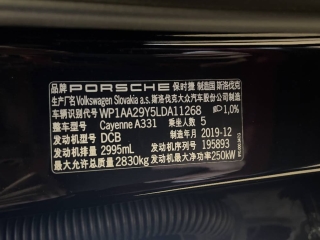 品牌 PORSCHE 保时捷 制造国 斯洛伐克
生产厂名 Volkswagen Slovakia a.s. 斯洛伐克大众汽车股份公司
车辆识别代号 WP1AA29Y5LDA11268 1,0%
整车型号 Cayenne A331 乘坐人数 5
发动机型号 DCB 制造年月 2019-12
发动机排量 2995mL 发动机序列号 195893
最大允许总质量 2830kg 发动机最大净功率 250kW